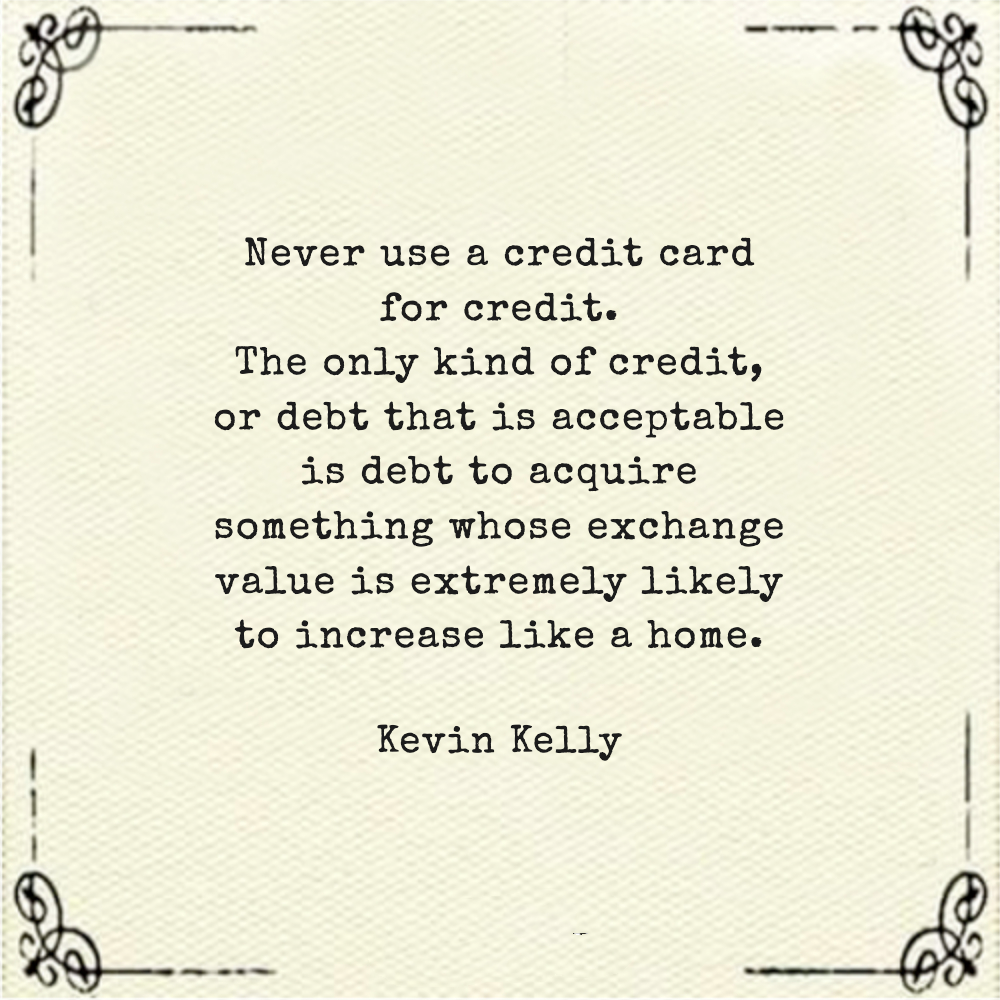 Never use a credit card
for credit.
The only kind of credit,
or debt that is acceptable
is debt to acquire
something whose exchange
value is extremely likely
to increase like a home.
Kevin Kelly